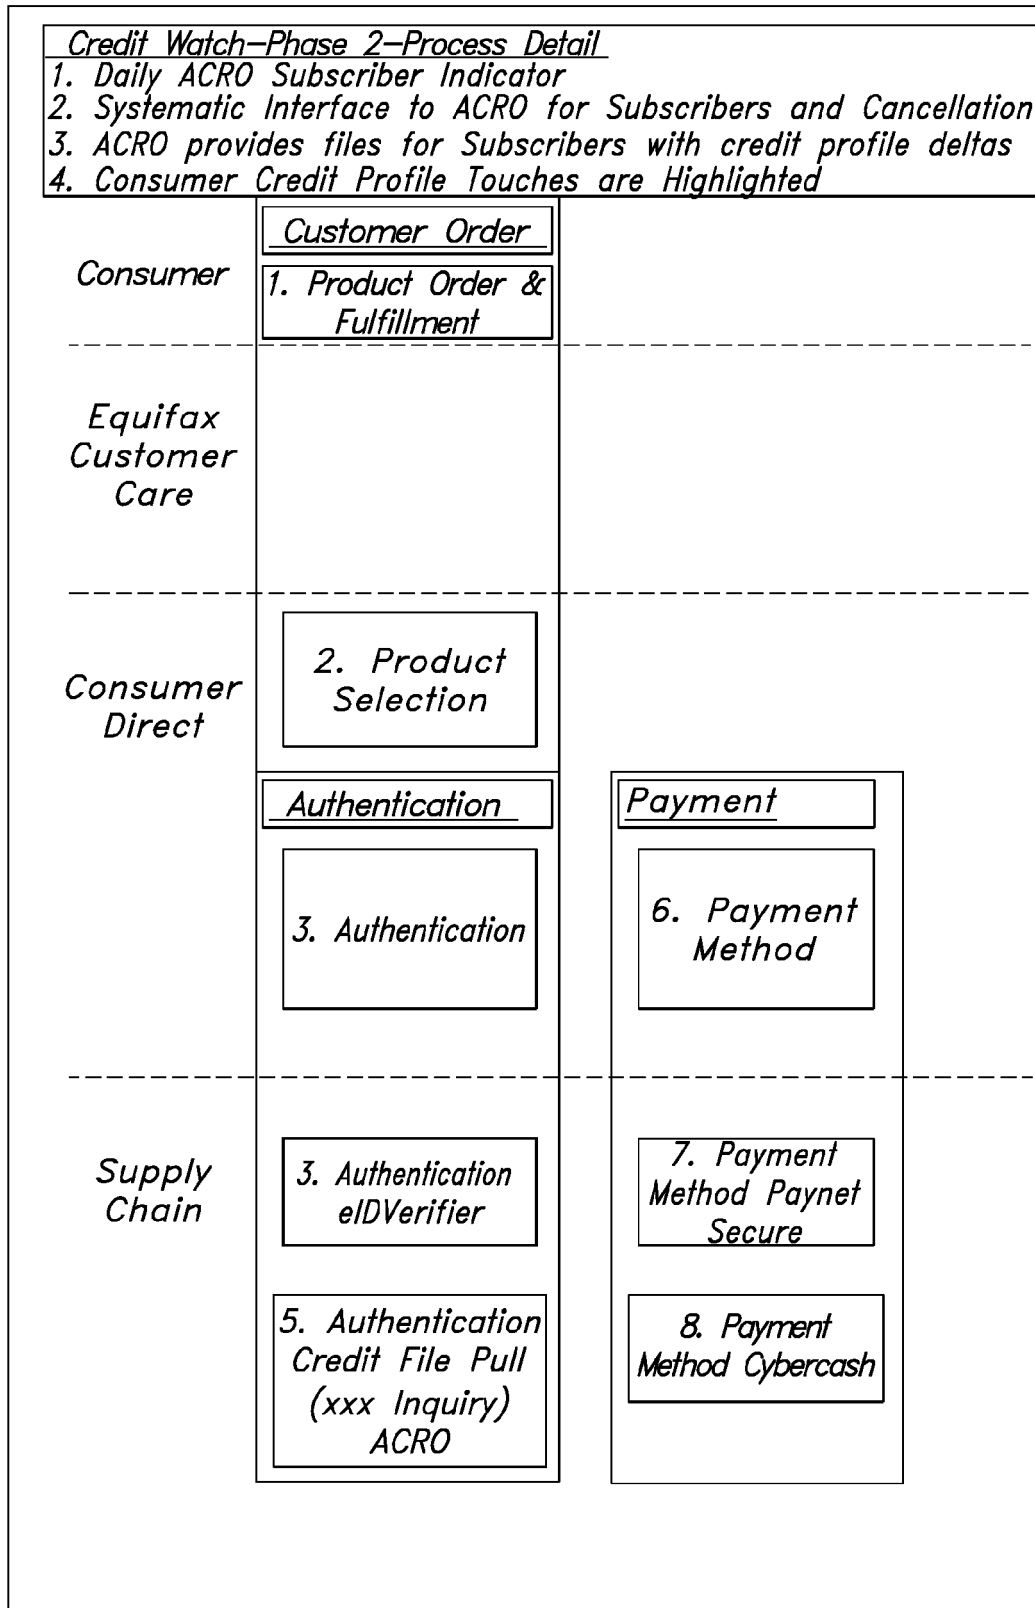 Credit Watch-Phase 2-Process Detail
1. Daily ACRO Subscriber Indicator
2. Systematic Interface to ACRO for Subscribers and Cancellation
3. ACRO provides files for Subscribers with credit profile deltas
4. Consumer Credit Profile Touches are Highlighted
Customer Order
Consumer
1. Product Order &
Fulfillment
Equifax
Customer
Care
Consumer
Direct
2. Product
Selection
Authentication
Payment
3. Authentication
6. Payment
Method
Supply
Chain
3. Authentication
eIDVerifier
7. Payment
Method Paynet
Secure
5. Authentication
Credit File Pull
(xxx Inquiry)
ACRO
8. Payment
Method Cybercash